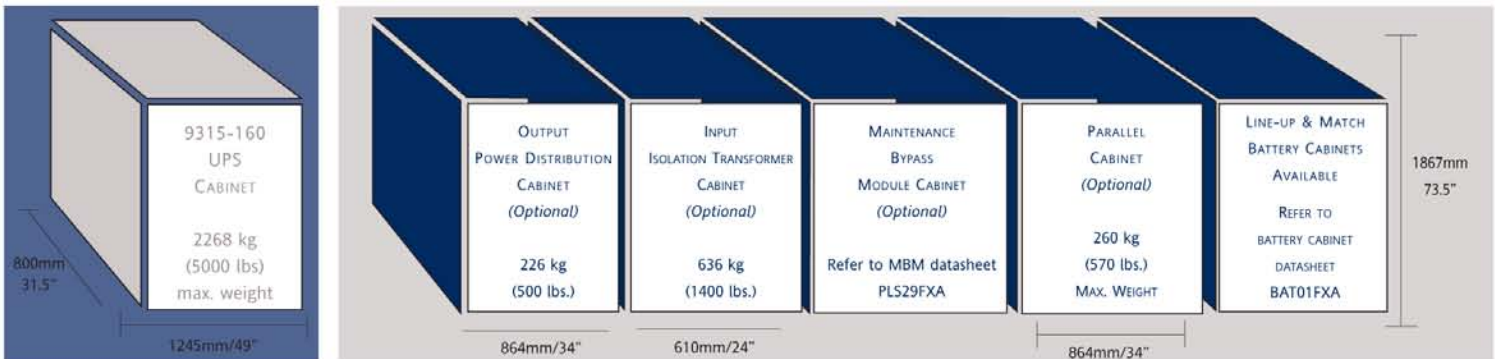 9315-160
UPS
CABINET
2268 kg
(5000 lbs)
max. weight
800mm
31.5"
1245mm/49"
OUTPUT
POWER DISTRIBUTION
CABINET
(Optional)
226 kg
(500 lbs.)
864mm/34"
INPUT
ISOLATION TRANSFORMER
CABINET
(Optional)
636 kg
(1400 lbs.)
610mm/24"
MAINTENANCE
BYPASS
MODULE CABINET
(Optional)
Refer to MBM datasheet
PLS29FXA
PARALLEL
CABINET
(Optional)
260 kg
(570 lbs.)
MAX. WEIGHT
864mm/34"
LINE-UP & MATCH
BATTERY CABINETS
AVAILABLE
REFER TO
BATTERY CABINET
DATASHEET
BAT01FXA
1867mm
73.5"